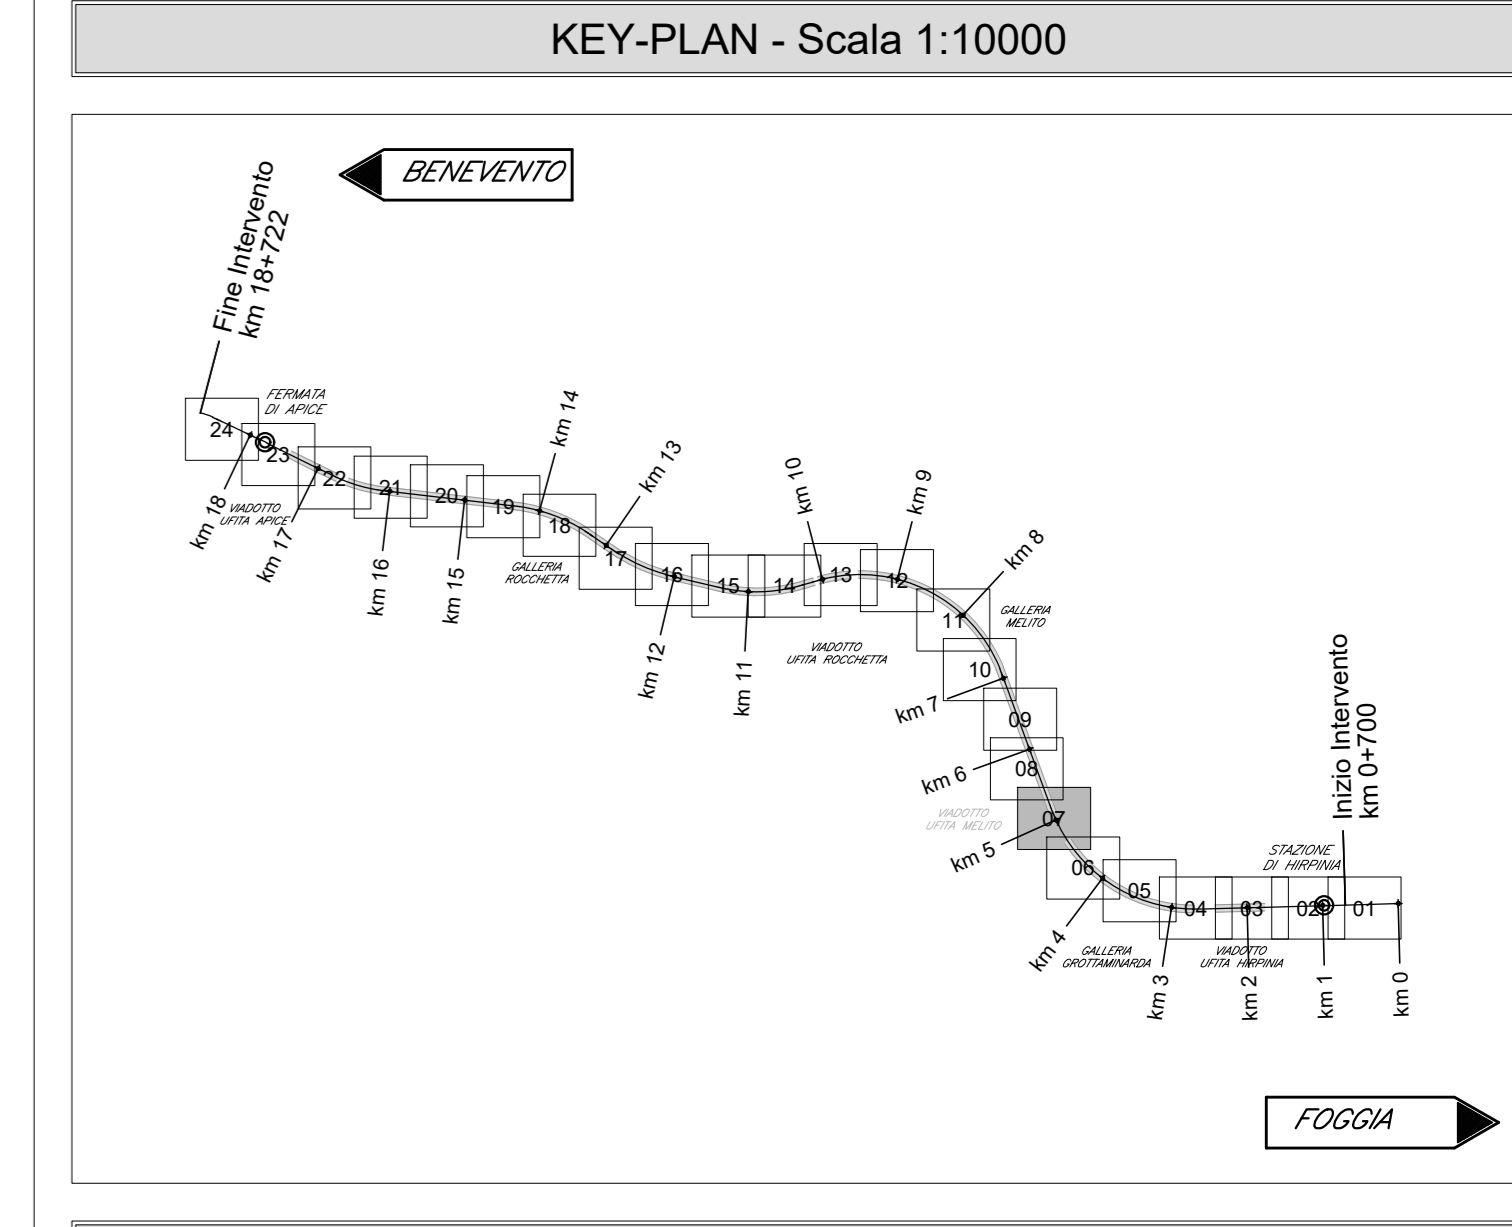 KEY-PLAN - Scala 1:10000
BENEVENTO
Fine Intervento
km 18+722
FERMATA
DI APICE
24
23
22
21
20
19
18
17
16
15
14
13
12
11
10
09
08
07
06
05
04
03
02
01
km 18
VIADOTTO
UFITA APICE
km 17
km 16
km 15
km 14
GALLERIA
ROCCHETTA
km 13
km 12
km 11
km 10
VIADOTTO
UFITA ROCCHETTA
km 9
km 8
GALLERIA
MELITO
km 7
km 6
VIADOTTO
UFITA MELITO
km 5
km 4
GALLERIA
GROTTAMINARDA
km 3
VIADOTTO
UFITA HIRPINIA
km 2
STAZIONE
DI HIRPINIA
km 1
Inizio Intervento
km 0+700
km 0
FOGGIA